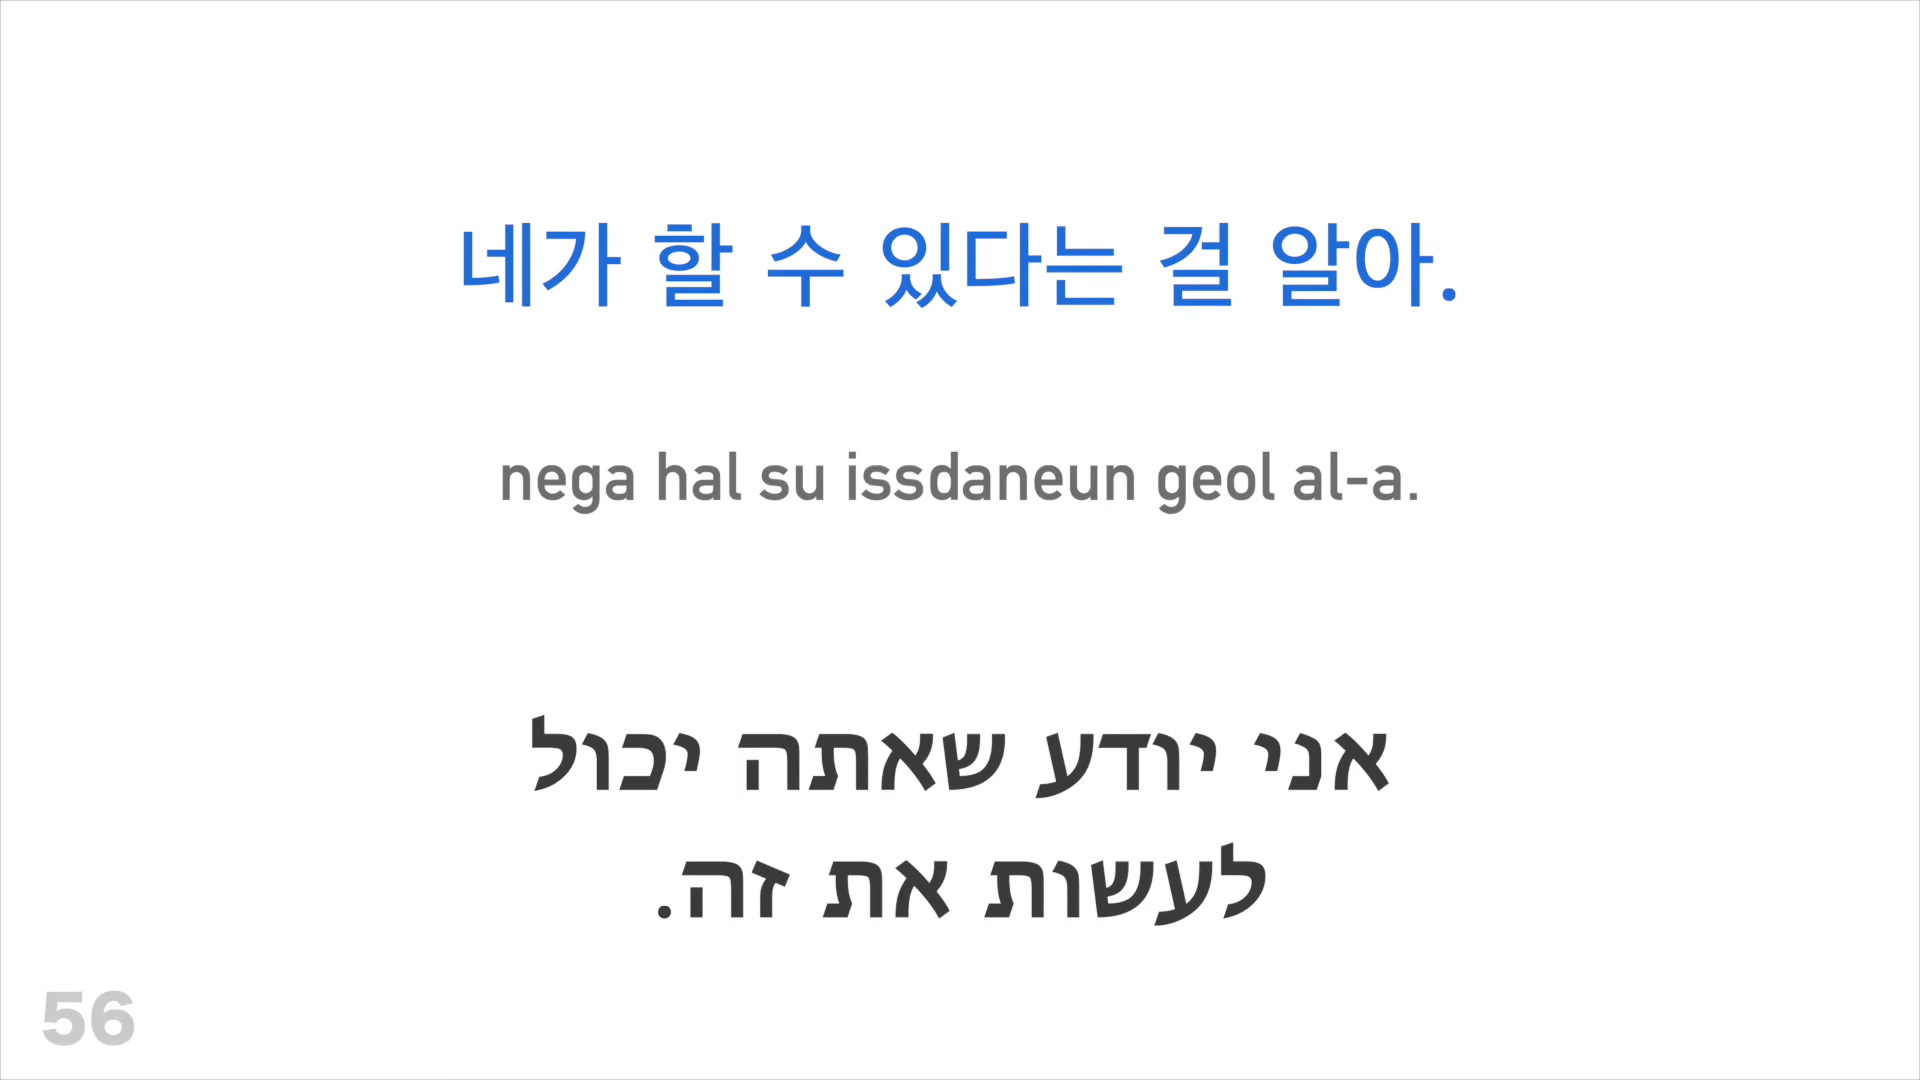 네가 할 수 있다는 걸 알아.
nega hal su issdaneun geol al-a.
אני יודע שאתה יכול
לעשות את זה.
56